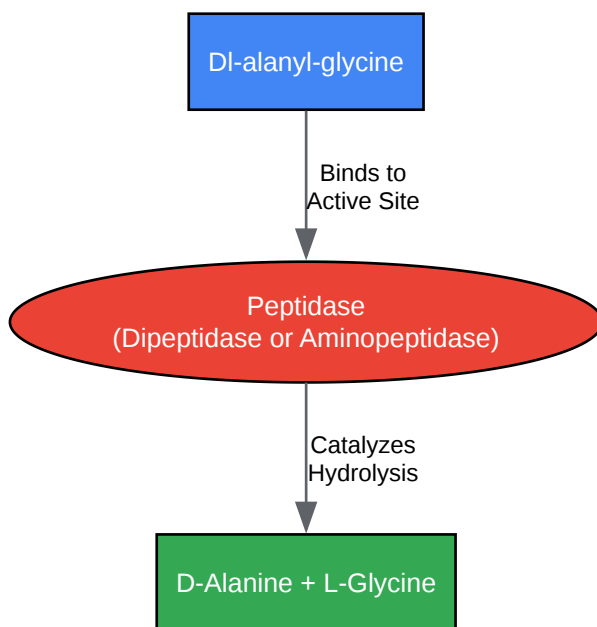 Dl-alanyl-glycine
Binds to
Active Site
Peptidase
(Dipeptidase or Aminopeptidase)
Catalyzes
Hydrolysis
D-Alanine + L-Glycine